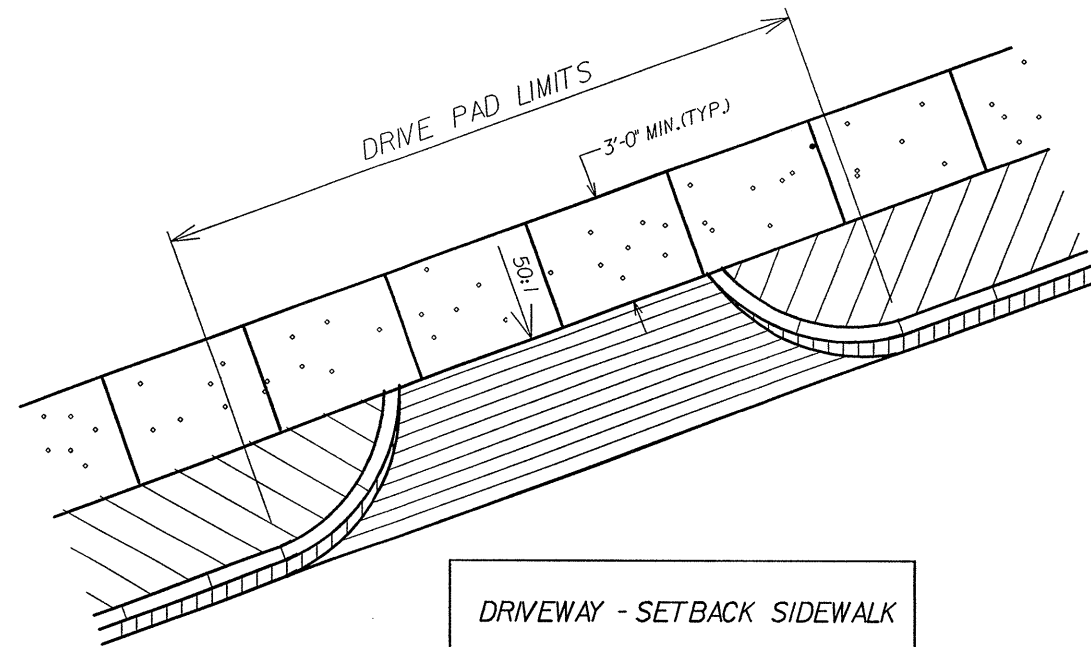 DRIVE PAD LIMITS
3'-0" MIN.(TYP.)
50:1
DRIVEWAY - SETBACK SIDEWALK